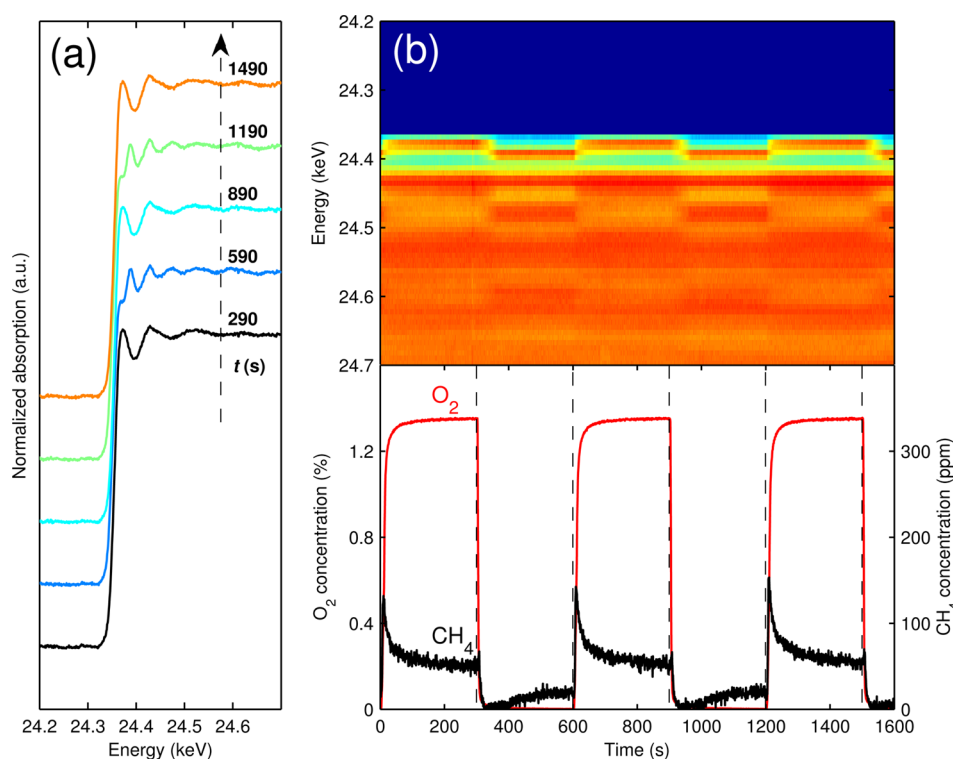 (a)
1490
1190
890
590
290
t (s)
Normalized absorption (a.u.)
24.2 24.3 24.4 24.5 24.6
Energy (keV)
(b)
24.2
24.3
24.4
24.5
24.6
24.7
Energy (keV)
O2
CH4
1.2
0.8
0.4
0
O2 concentration (%)
300
200
100
0
CH4 concentration (ppm)
0 200 400 600 800 1000 1200 1400 1600
Time (s)